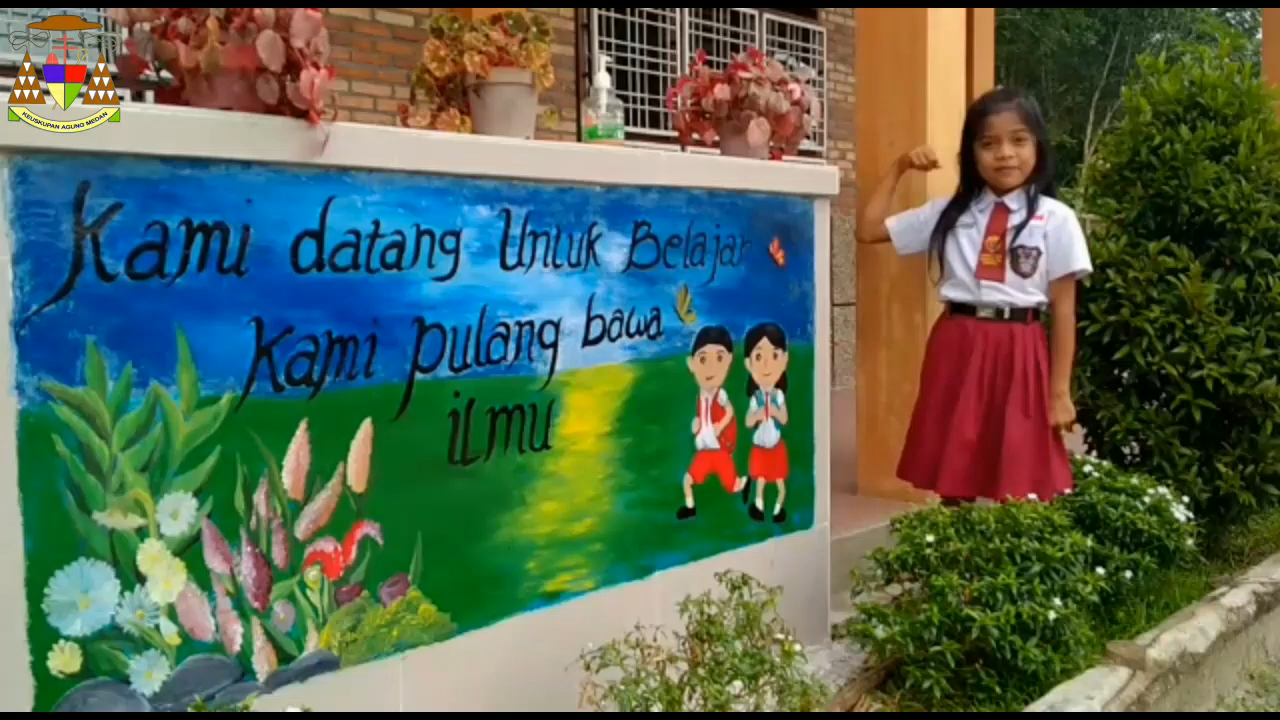 KEUSKUPAN AGUNG MEDAN
Kami datang Untuk Belajar
Kami pulang bawa
ilmu